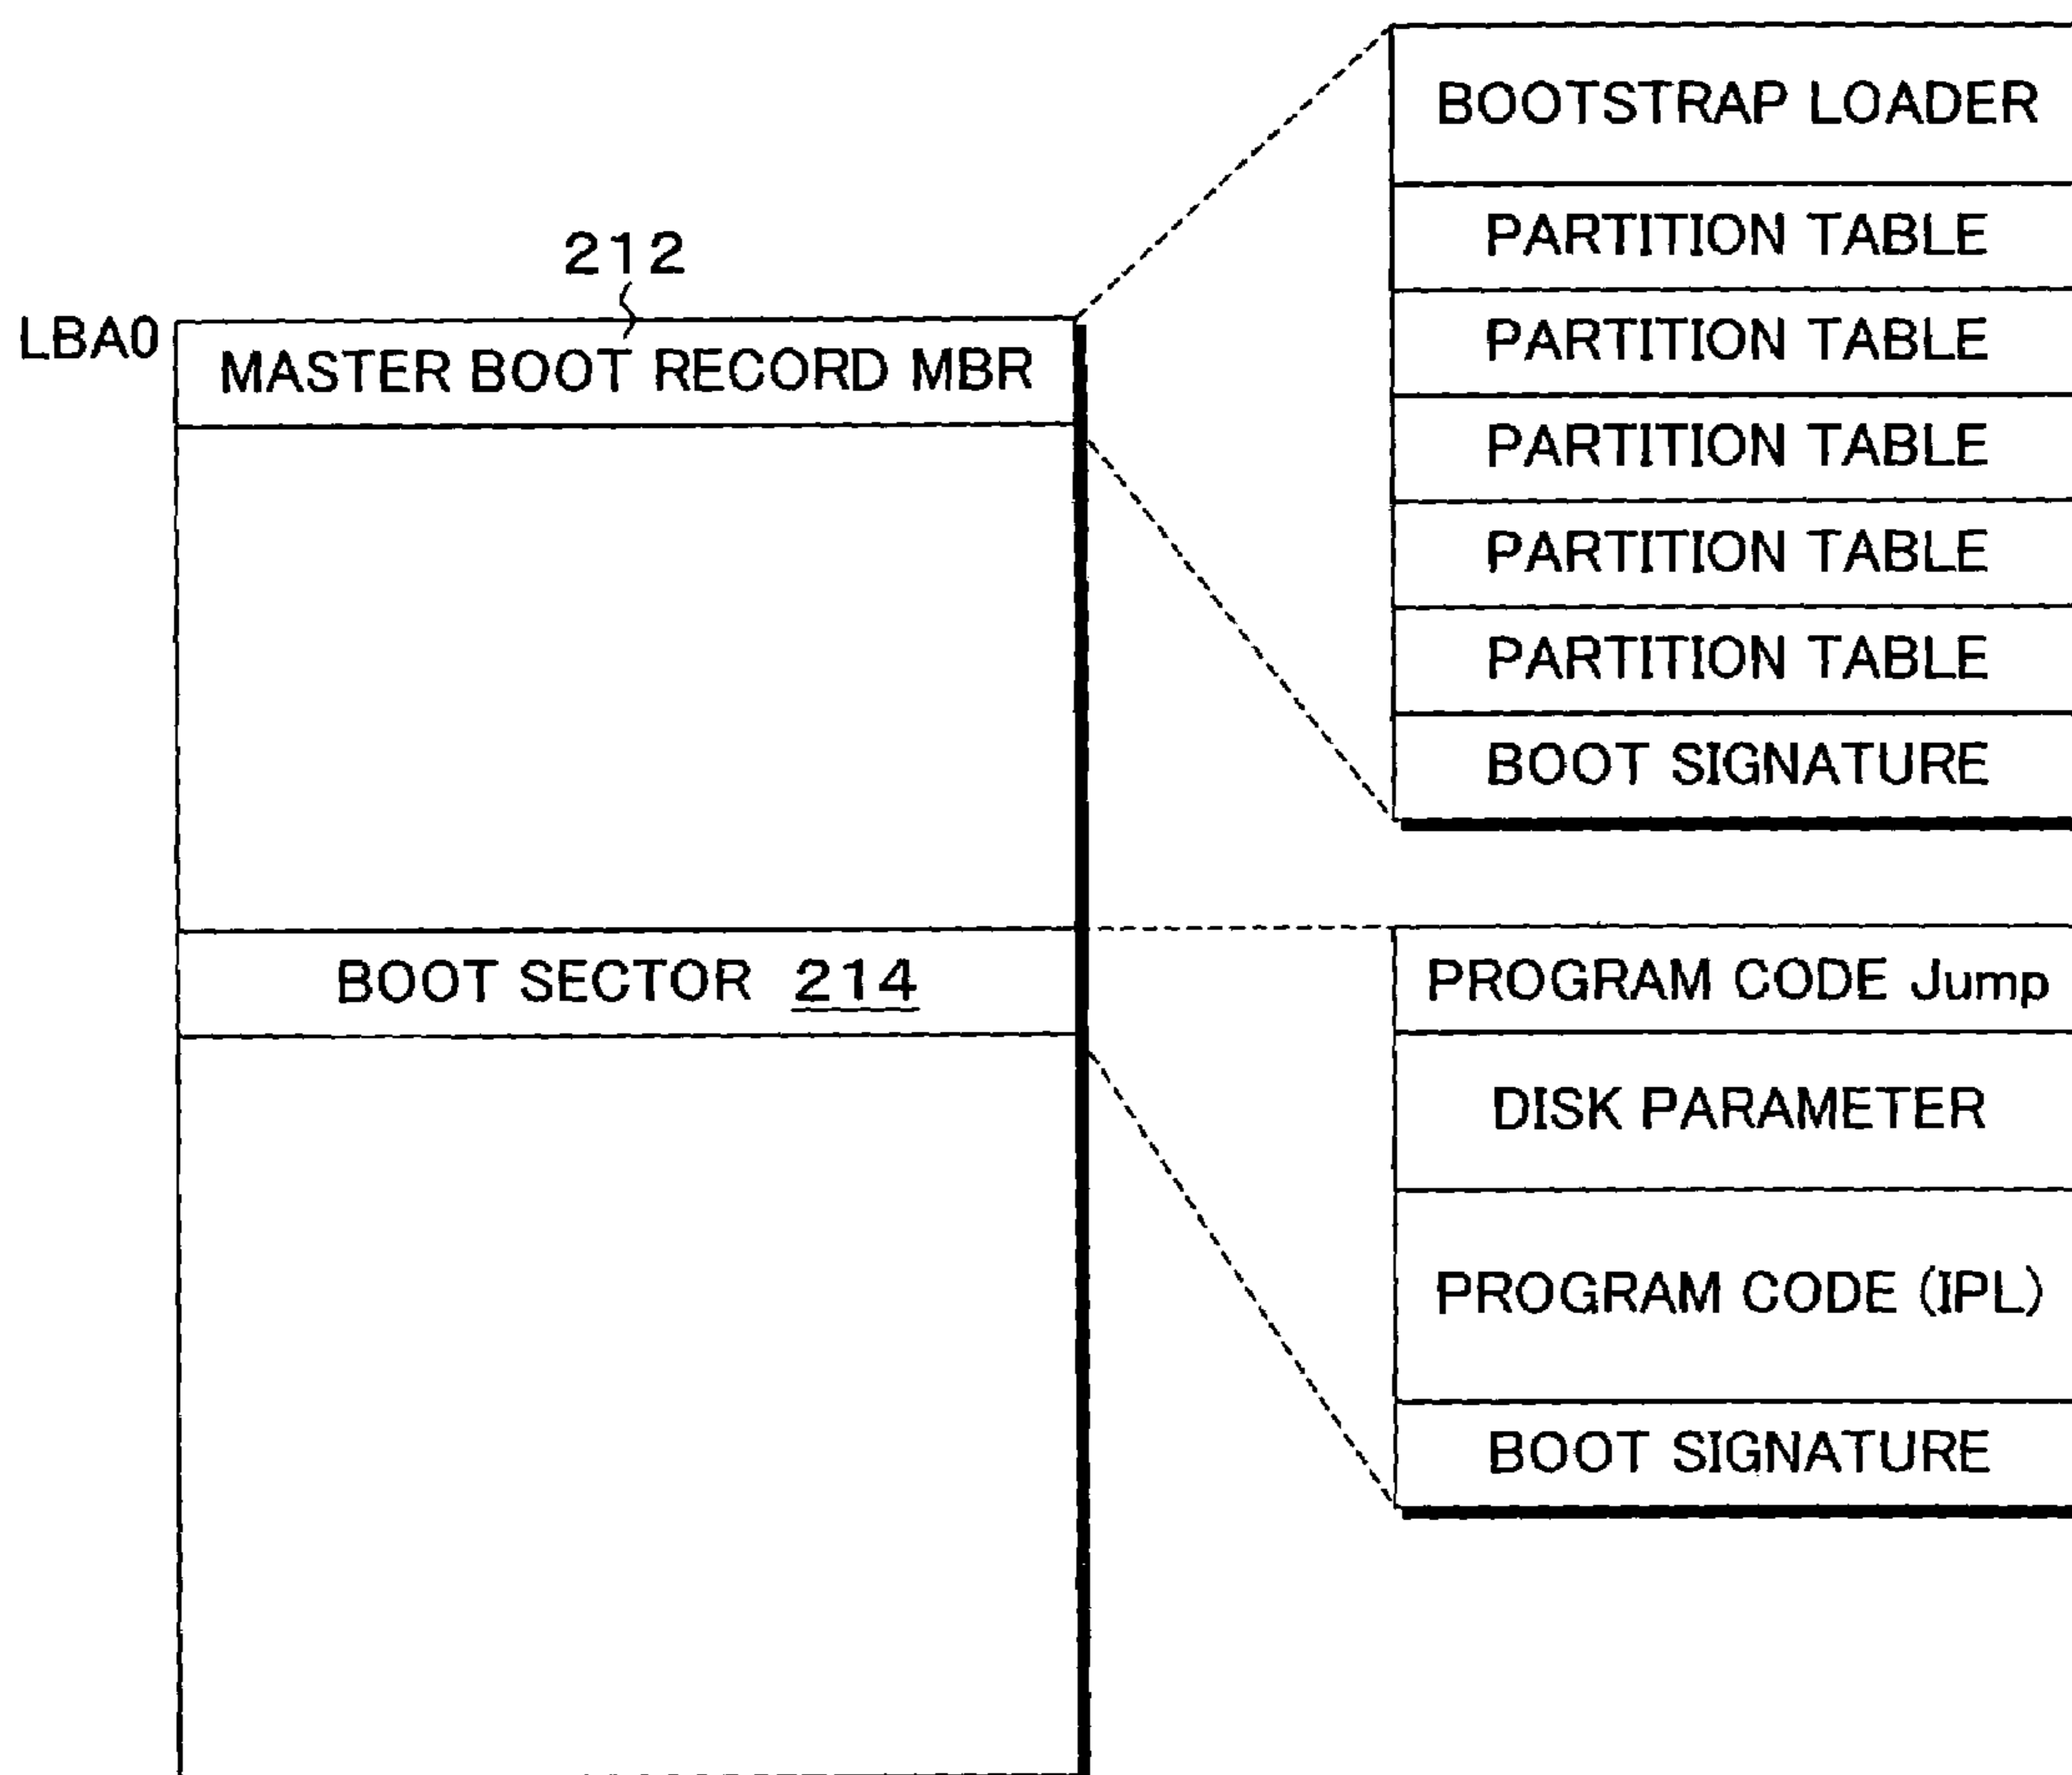 212
LBA0
MASTER BOOT RECORD MBR
BOOT SECTOR 214
BOOTSTRAP LOADER
PARTITION TABLE
PARTITION TABLE
PARTITION TABLE
PARTITION TABLE
PARTITION TABLE
BOOT SIGNATURE
PROGRAM CODE Jump
DISK PARAMETER
PROGRAM CODE (IPL)
BOOT SIGNATURE